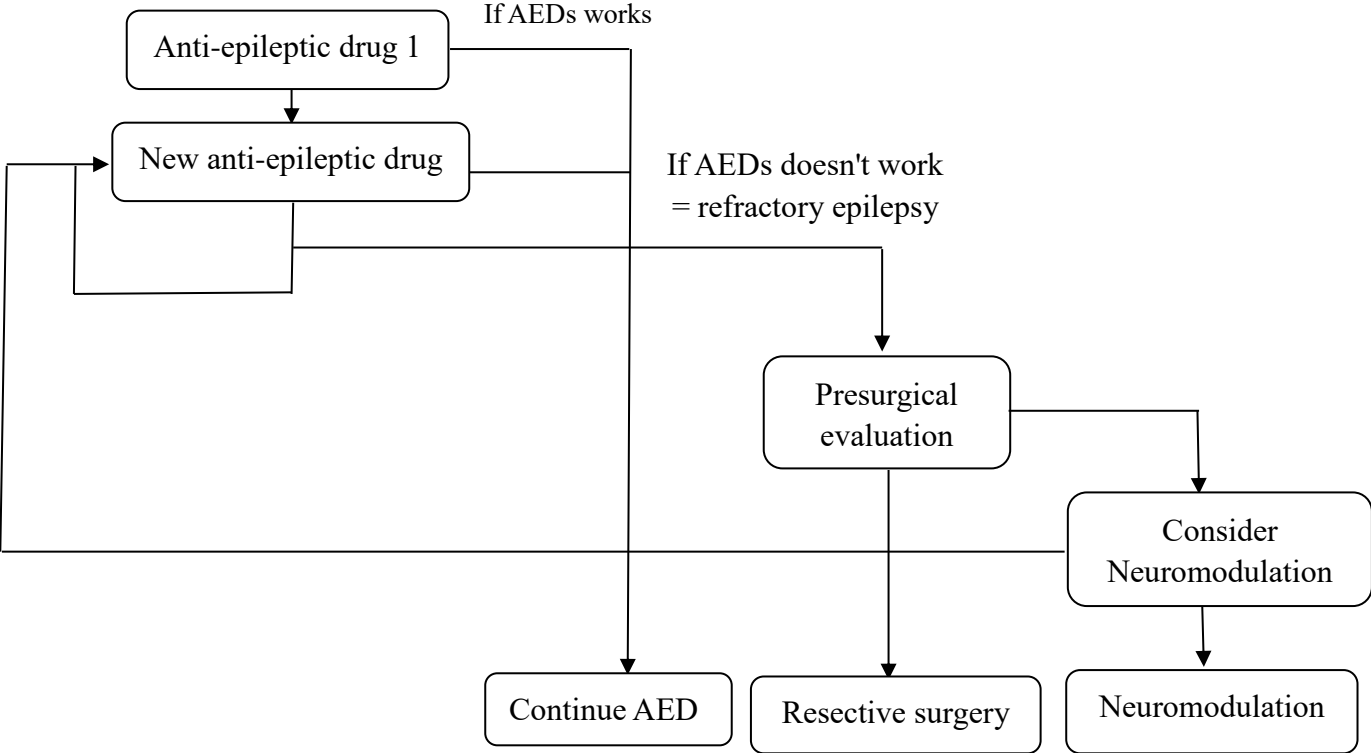 If AEDs works
Anti-epileptic drug 1
New anti-epileptic drug
If AEDs doesn't work
= refractory epilepsy
Presurgical
evaluation
Consider
Neuromodulation
Continue AED
Resective surgery
Neuromodulation